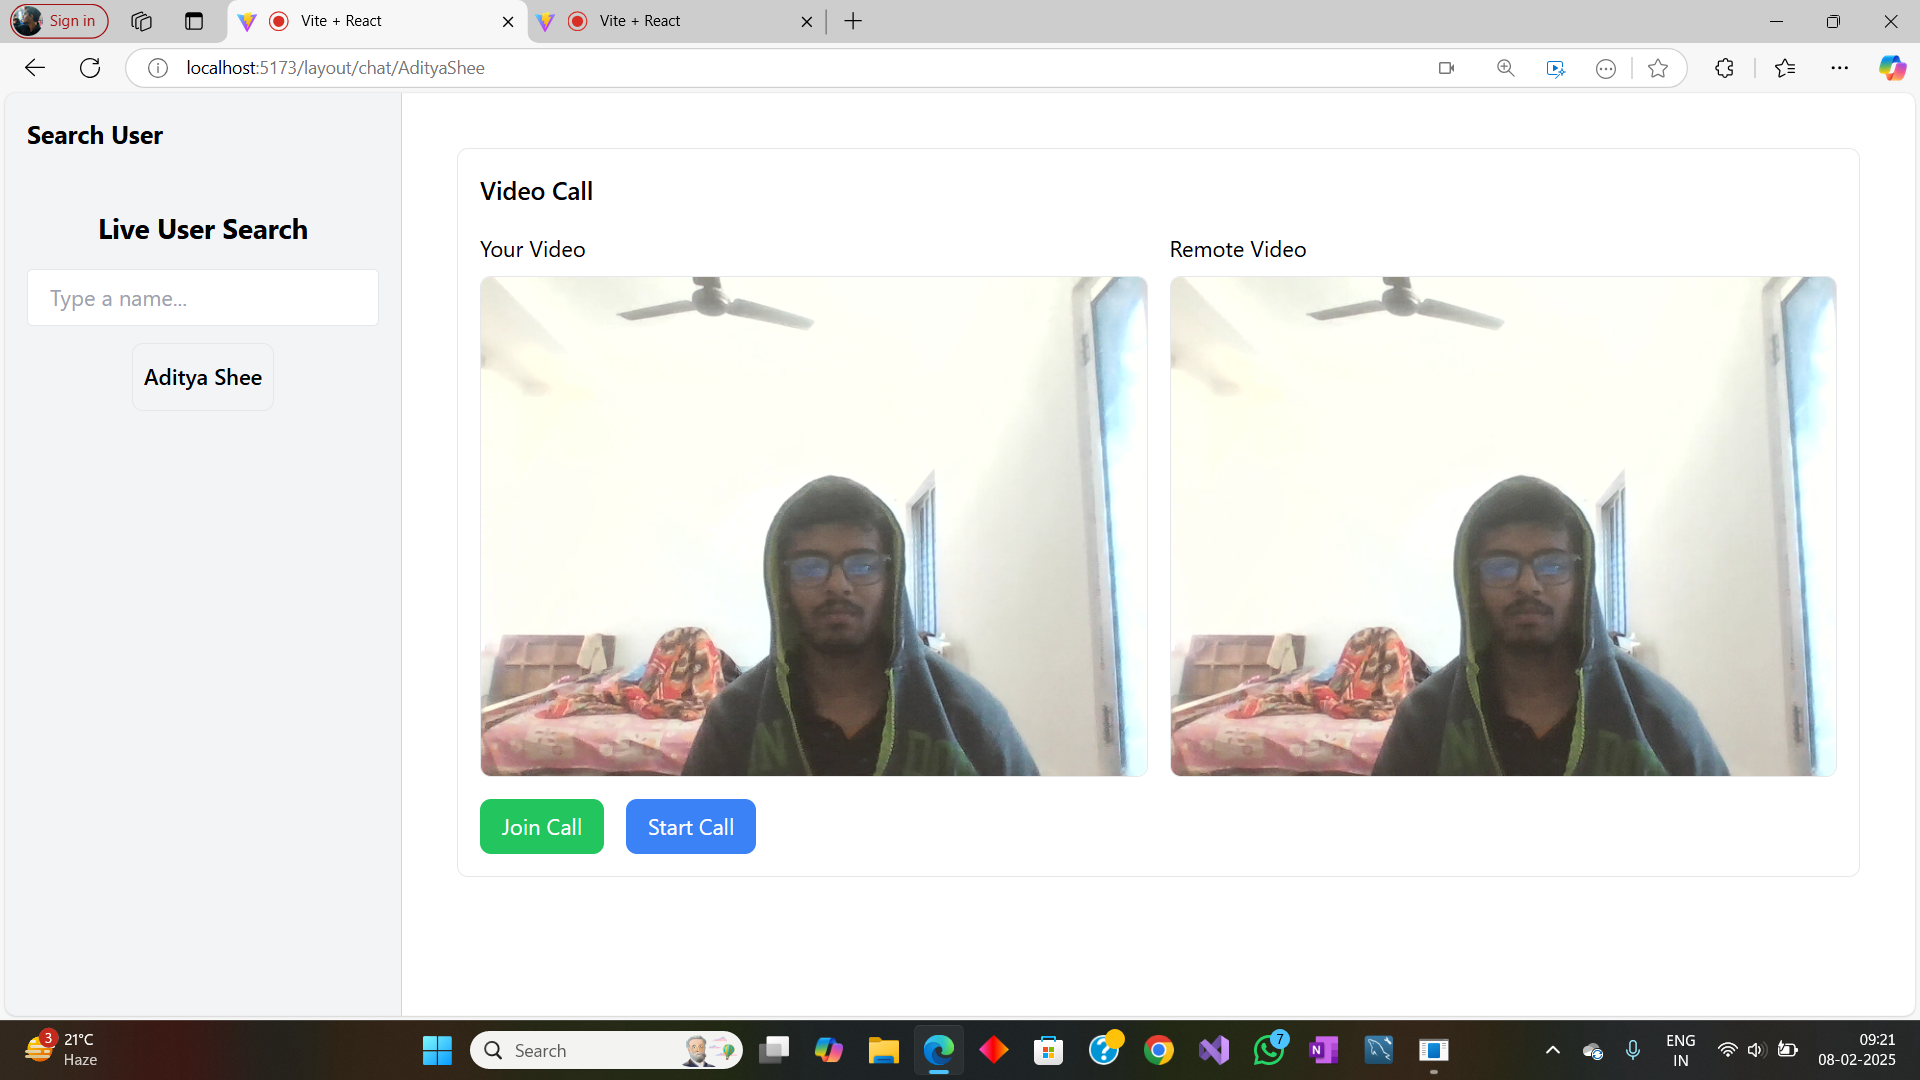 Sign in
Vite + React
Vite + React
localhost:5173/layout/chat/AdityaShee
Search User
Live User Search
Type a name...
Aditya Shee
Video Call
Your Video
Remote Video
Join Call
Start Call
3
21°C
Haze
Search
7
N
ENG
IN
09:21
08-02-2025